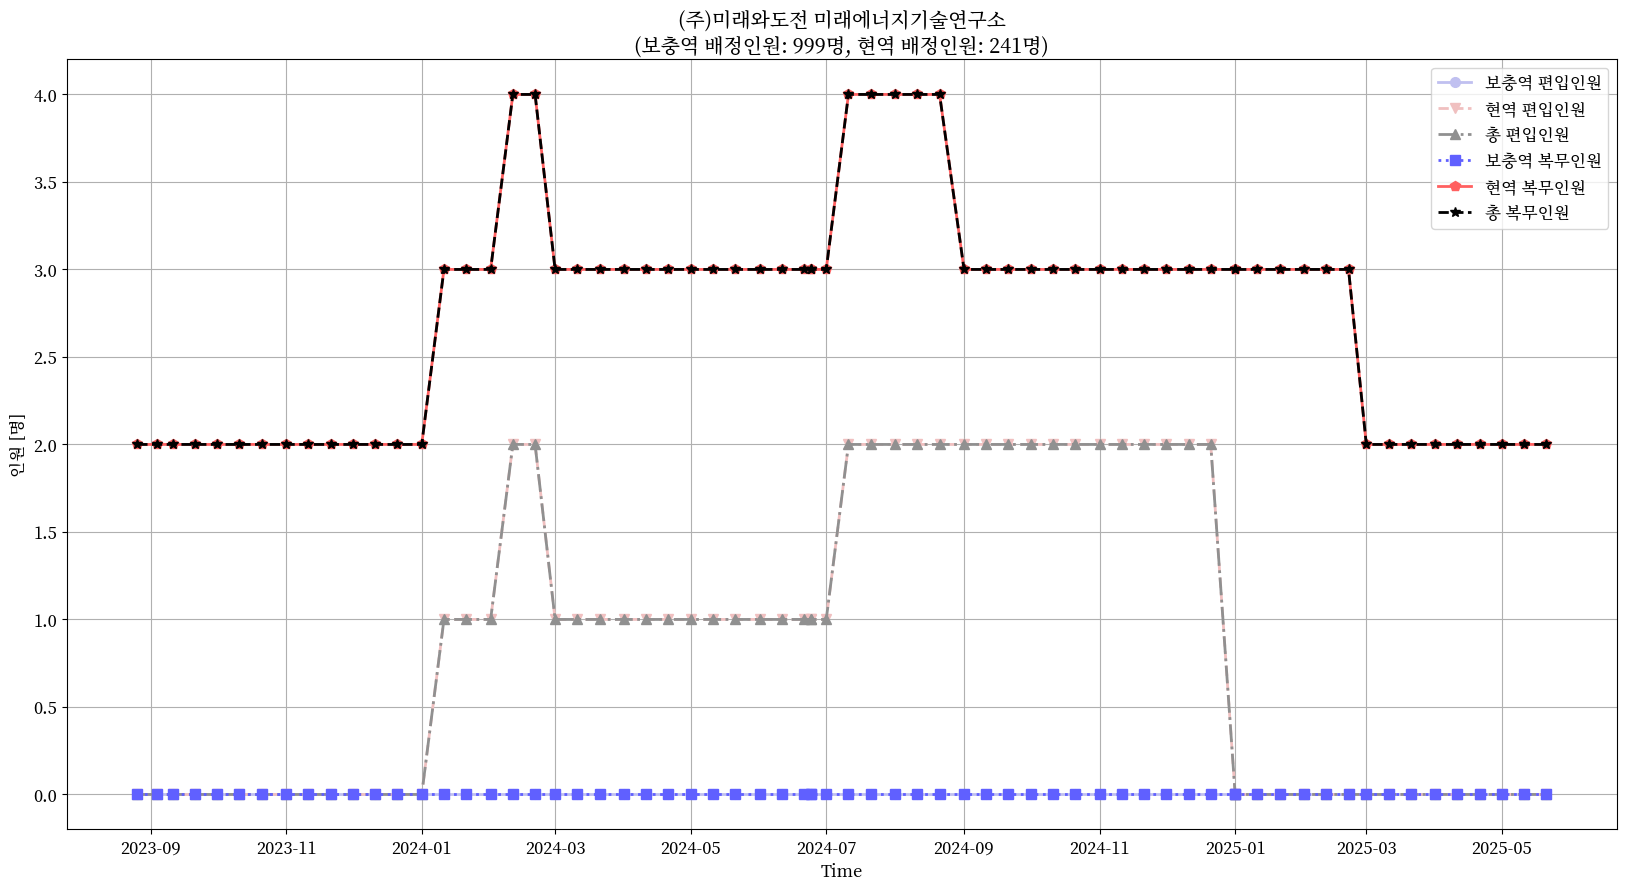 (주)미래와도전 미래에너지기술연구소
(보충역 배정인원: 999명, 현역 배정인원: 241명)
보충역 편입인원
현역 편입인원
총 편입인원
보충역 복무인원
현역 복무인원
총 복무인원
인원 [명]
4.0
3.5
3.0
2.5
2.0
1.5
1.0
0.5
0.0
2023-09
2023-11
2024-01
2024-03
2024-05
2024-07
2024-09
2024-11
2025-01
2025-03
2025-05
Time